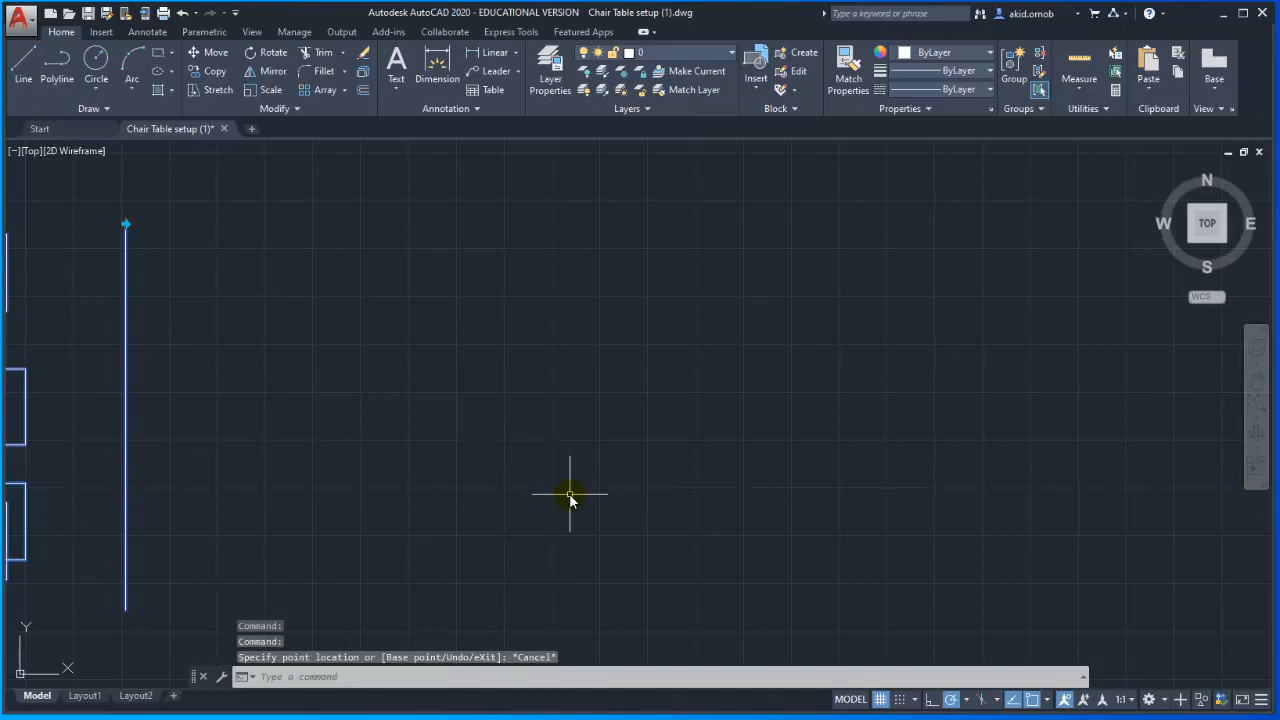 Autodesk AutoCAD 2020 - EDUCATIONAL VERSION Chair Table setup (1).dwg Type a keyword or phrase akid.ornob
Home Insert Annotate Parametric View Manage Output Add-ins Collaborate Express Tools Featured Apps
Line Polyline Circle Arc Move Rotate Trim
Copy Mirror Fillet
Stretch Scale Array
Text Dimension Linear
Leader
Table
Layer Properties 0
Make Current
Match Layer
Insert Create
Edit
Match Properties ByLayer
ByLayer
ByLayer
Group Measure Paste Base
Draw Modify Annotation Layers Block Properties Groups Utilities Clipboard View
Start Chair Table setup (1)*
[−][Top][2D Wireframe]
N
W TOP E
S
WCS
Y
X
Command:
Command:
Specify point location or [Base point/Undo/eXit]: *Cancel*
Type a command
Model Layout1 Layout2 MODEL 1:1